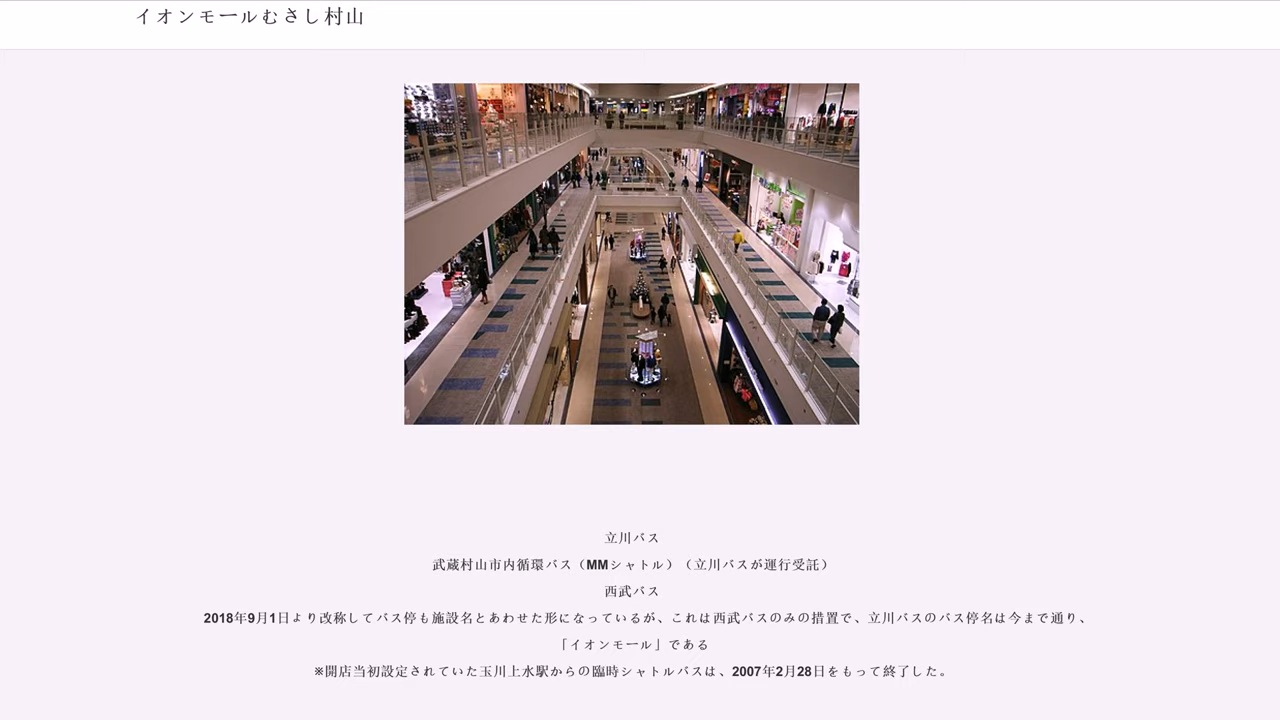 イオンモールむさし村山
立川バス
武蔵村山市内循環バス（MMシャトル）（立川バスが運行受託）
西武バス
2018年9月1日より改称してバス停も施設名とあわせた形になっているが、これは西武バスのみの措置で、立川バスのバス停名は今まで通り、
「イオンモール」である
※開店当初設定されていた玉川上水駅からの臨時シャトルバスは、2007年2月28日をもって終了した。